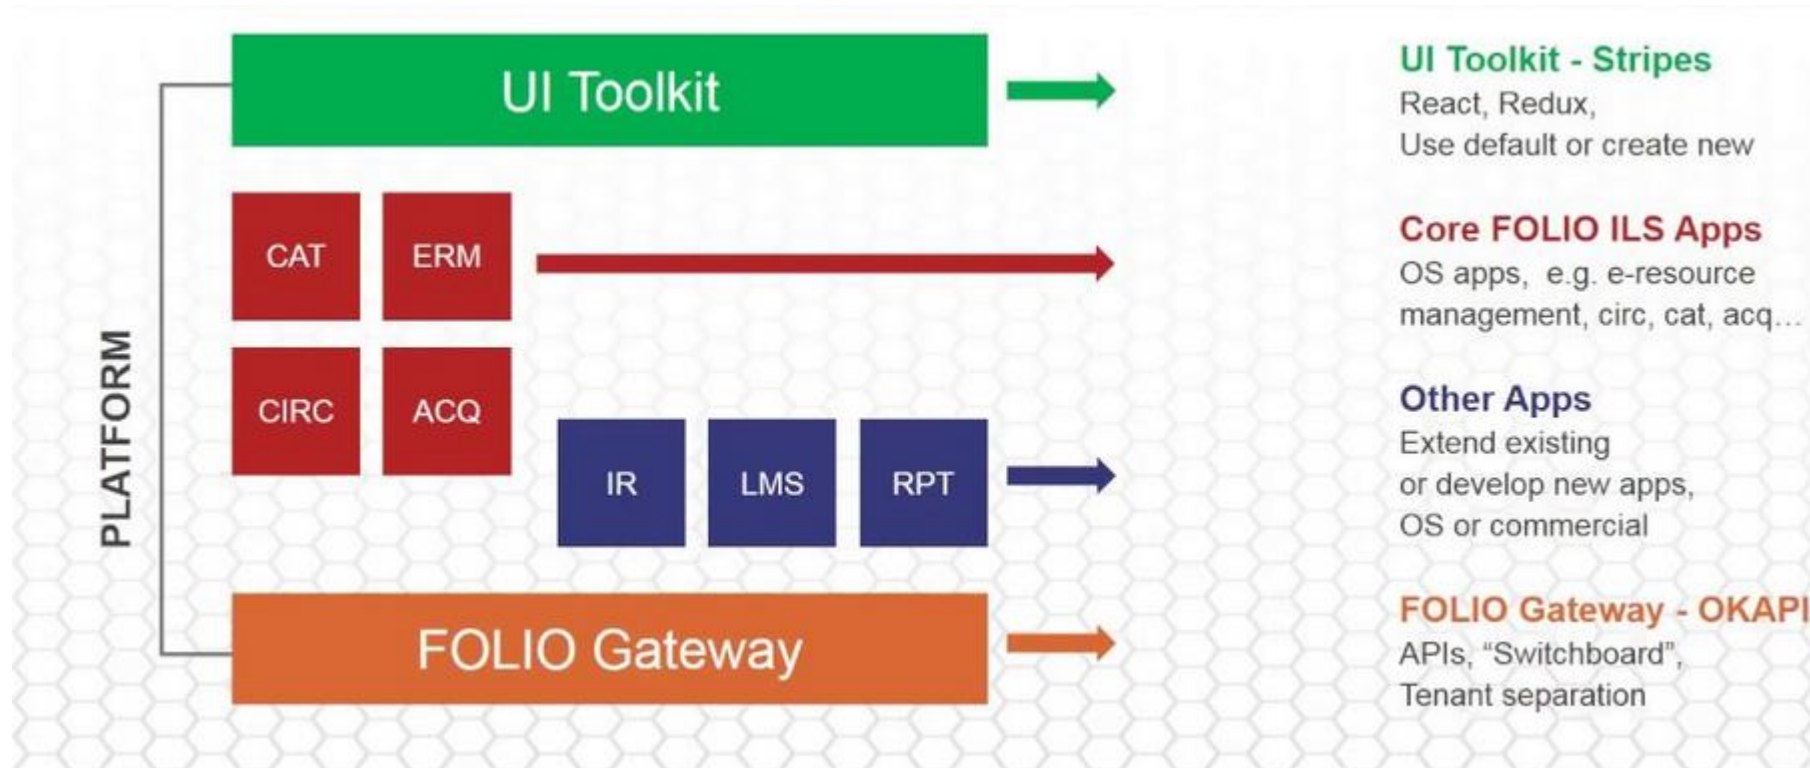 UI Toolkit
CAT
ERM
CIRC
ACQ
IR
LMS
RPT
FOLIO Gateway
PLATFORM
UI Toolkit - Stripes
React, Redux,
Use default or create new
Core FOLIO ILS Apps
OS apps,  e.g. e-resource
management, circ, cat, acq…
Other Apps
Extend existing
or develop new apps,
OS or commercial
FOLIO Gateway - OKAPI
APIs, “Switchboard”,
Tenant separation